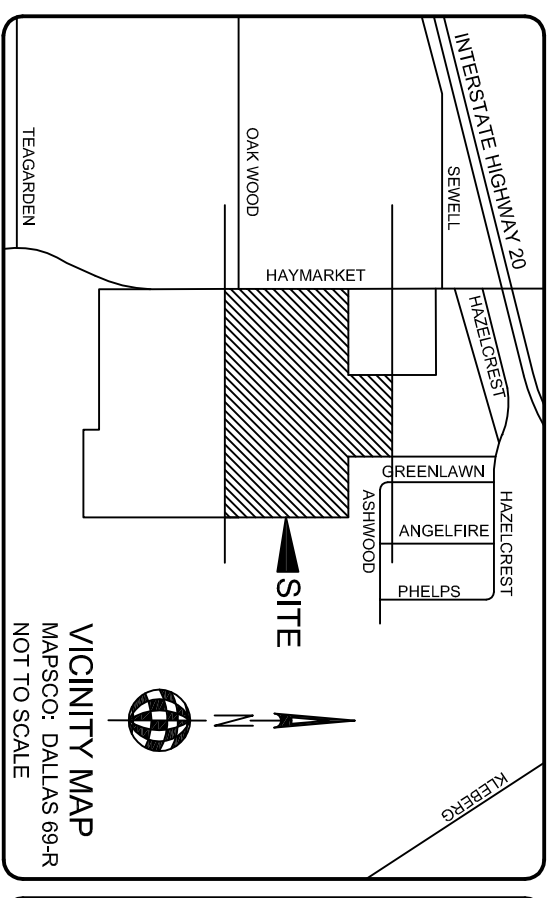 INTERSTATE HIGHWAY 20
SEWELL
OAK WOOD
TEAGARDEN
HAYMARKET
HAZELCREST
GREENLAWN
HAZELCREST
ASHWOOD
ANGELFIRE
PHELPS
SITE
N
KLEBERG
VICINITY MAP
MAPSCO: DALLAS 69-R
NOT TO SCALE